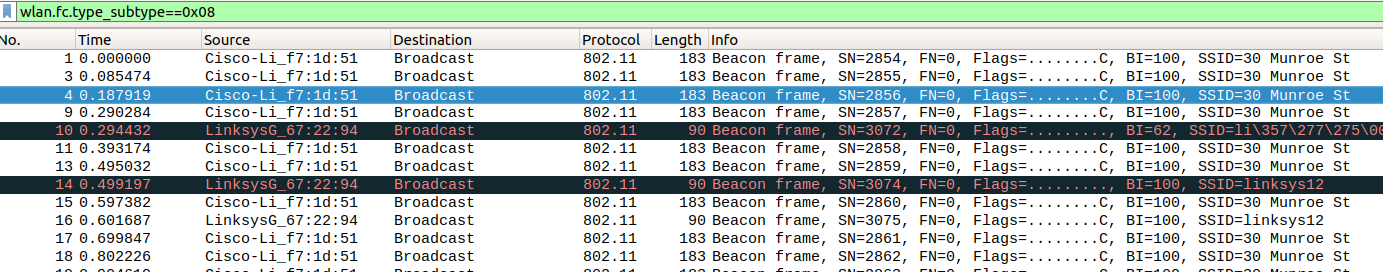 wlan.fc.type_subtype==0x08
No. Time Source Destination Protocol Length Info
1 0.000000 Cisco-Li_f7:1d:51 Broadcast 802.11 183 Beacon frame, SN=2854, FN=0, Flags=........C, BI=100, SSID=30 Munroe St
3 0.085474 Cisco-Li_f7:1d:51 Broadcast 802.11 183 Beacon frame, SN=2855, FN=0, Flags=........C, BI=100, SSID=30 Munroe St
4 0.187919 Cisco-Li_f7:1d:51 Broadcast 802.11 183 Beacon frame, SN=2856, FN=0, Flags=........C, BI=100, SSID=30 Munroe St
9 0.290284 Cisco-Li_f7:1d:51 Broadcast 802.11 183 Beacon frame, SN=2857, FN=0, Flags=........C, BI=100, SSID=30 Munroe St
10 0.294432 LinksysG_67:22:94 Broadcast 802.11 90 Beacon frame, SN=3072, FN=0, Flags=........., BI=62, SSID=li\357\277\275\00
11 0.393174 Cisco-Li_f7:1d:51 Broadcast 802.11 183 Beacon frame, SN=2858, FN=0, Flags=........C, BI=100, SSID=30 Munroe St
13 0.495032 Cisco-Li_f7:1d:51 Broadcast 802.11 183 Beacon frame, SN=2859, FN=0, Flags=........C, BI=100, SSID=30 Munroe St
14 0.499197 LinksysG_67:22:94 Broadcast 802.11 90 Beacon frame, SN=3074, FN=0, Flags=........., BI=100, SSID=linksys12
15 0.597382 Cisco-Li_f7:1d:51 Broadcast 802.11 183 Beacon frame, SN=2860, FN=0, Flags=........C, BI=100, SSID=30 Munroe St
16 0.601687 LinksysG_67:22:94 Broadcast 802.11 90 Beacon frame, SN=3075, FN=0, Flags=........C, BI=100, SSID=linksys12
17 0.699847 Cisco-Li_f7:1d:51 Broadcast 802.11 183 Beacon frame, SN=2861, FN=0, Flags=........C, BI=100, SSID=30 Munroe St
18 0.802226 Cisco-Li_f7:1d:51 Broadcast 802.11 183 Beacon frame, SN=2862, FN=0, Flags=........C, BI=100, SSID=30 Munroe St